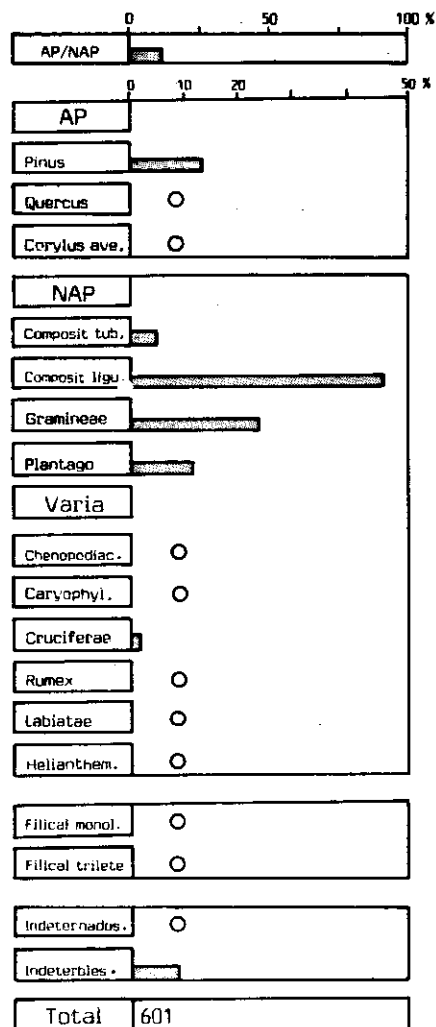 0 50 100 %
AP/NAP
0 10 20 50 %
AP
Pinus
Quercus
Corylus ave.
NAP
Composit tub.
Composit ligu.
Gramineae
Plantago
Varia
Chenopodiac.
Caryophyl.
Cruciferae
Rumex
Labiatae
Helianthem.
Filical monol.
Filical trilete
Indeternados.
Indeterbles.
Total 601